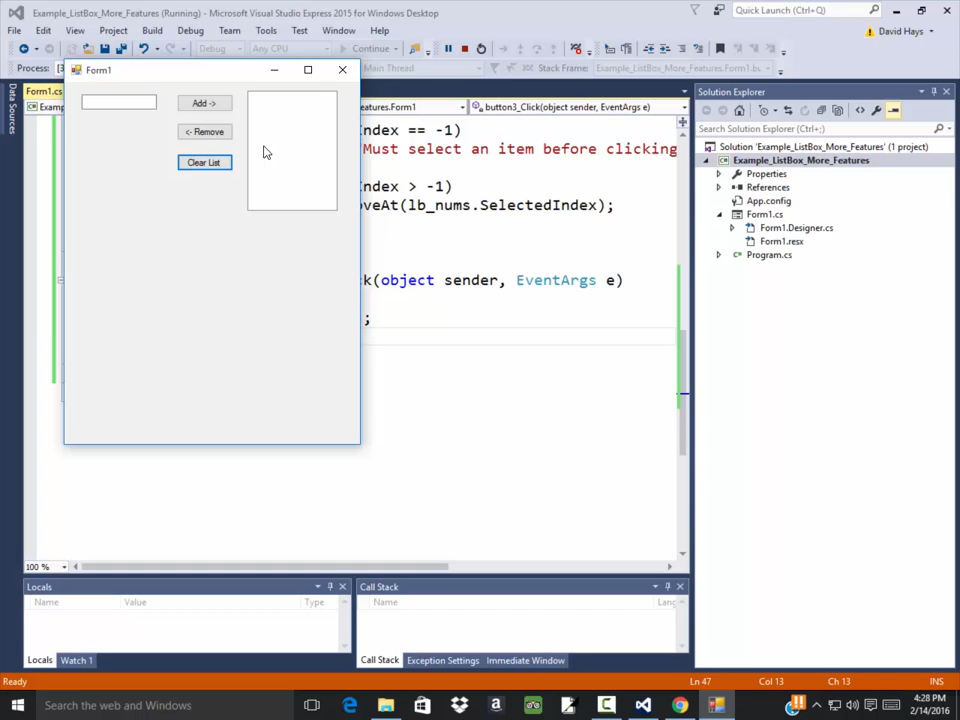 Example_ListBox_More_Features (Running) - Microsoft Visual Studio Express 2015 for Windows Desktop
Quick Launch (Ctrl+Q)
File Edit View Project Build Debug Team Tools Test Window Help
David Hays
Debug Any CPU Continue
Process: [3
Main Thread
Stack Frame: Example_ListBox_More_Features.Form1.bu
Data Sources
Form1.cs
Examp
eatures.Form1
button3_Click(object sender, EventArgs e)
Form1
Add ->
<- Remove
Clear List
Index == -1)
"Must select an item before clicking
Index > -1)
oveAt(lb_nums.SelectedIndex);
ck(object sender, EventArgs e)
;
100 %
Solution Explorer
Search Solution Explorer (Ctrl+;)
Solution 'Example_ListBox_More_Features' (1 project)
Example_ListBox_More_Features
Properties
References
App.config
Form1.cs
Form1.Designer.cs
Form1.resx
Program.cs
Locals
Name Value Type
Locals Watch 1
Call Stack
Name Lang
Call Stack Exception Settings Immediate Window
Ready
Ln 47 Col 13 Ch 13 INS
Search the web and Windows
4:28 PM
2/14/2016